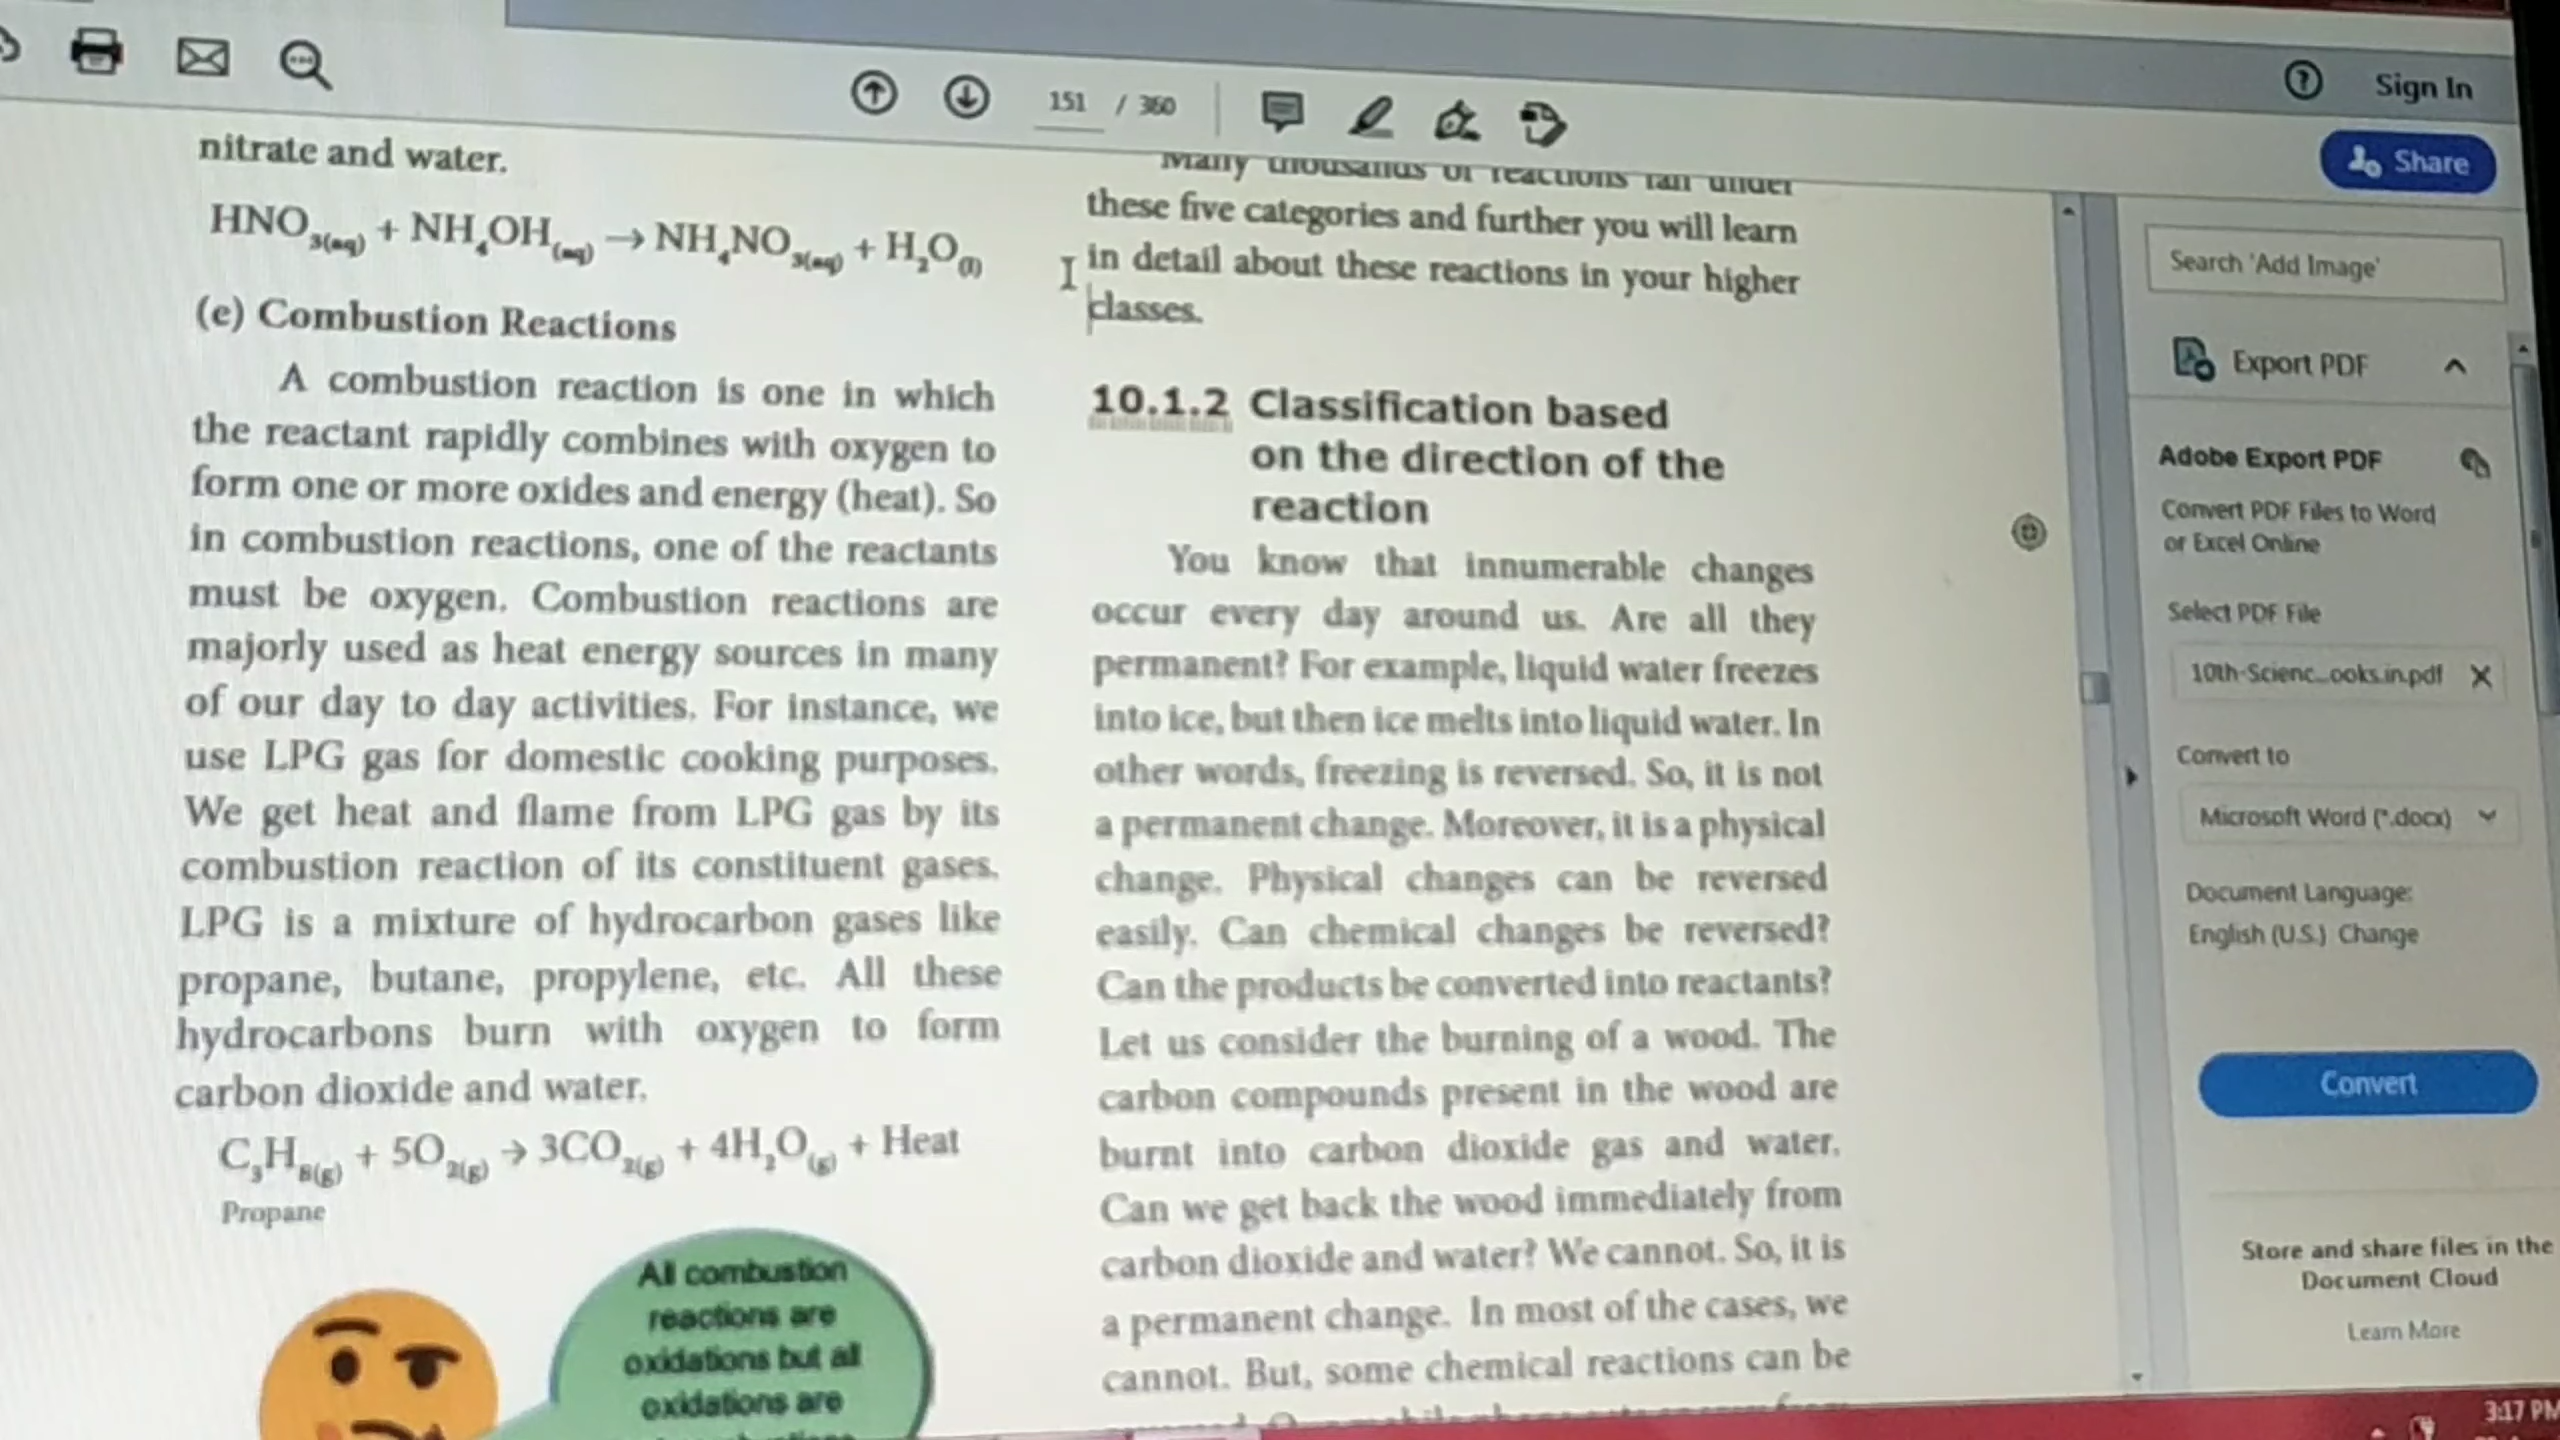 151 / 360
Sign In
Share
nitrate and water.
HNO3(aq) + NH4OH(aq) → NH4NO3(aq) + H2O(l)
(e) Combustion Reactions
A combustion reaction is one in which
the reactant rapidly combines with oxygen to
form one or more oxides and energy (heat). So
in combustion reactions, one of the reactants
must be oxygen. Combustion reactions are
majorly used as heat energy sources in many
of our day to day activities. For instance, we
use LPG gas for domestic cooking purposes.
We get heat and flame from LPG gas by its
combustion reaction of its constituent gases.
LPG is a mixture of hydrocarbon gases like
propane, butane, propylene, etc. All these
hydrocarbons burn with oxygen to form
carbon dioxide and water.
C3H8(g) + 5O2(g) → 3CO2(g) + 4H2O(g) + Heat
Propane
All combustion
reactions are
oxidations but all
oxidations are
Many thousands of reactions fall under
these five categories and further you will learn
in detail about these reactions in your higher
classes.
10.1.2 Classification based
on the direction of the
reaction
You know that innumerable changes
occur every day around us. Are all they
permanent? For example, liquid water freezes
into ice, but then ice melts into liquid water. In
other words, freezing is reversed. So, it is not
a permanent change. Moreover, it is a physical
change. Physical changes can be reversed
easily. Can chemical changes be reversed?
Can the products be converted into reactants?
Let us consider the burning of a wood. The
carbon compounds present in the wood are
burnt into carbon dioxide gas and water.
Can we get back the wood immediately from
carbon dioxide and water? We cannot. So, it is
a permanent change. In most of the cases, we
cannot. But, some chemical reactions can be
Search 'Add Image'
Export PDF
Adobe Export PDF
Convert PDF Files to Word
or Excel Online
Select PDF File
10th-Scienc...ooks.in.pdf
Convert to
Microsoft Word (*.docx)
Document Language:
English (U.S.) Change
Convert
Store and share files in the
Document Cloud
Learn More
3:17 PM